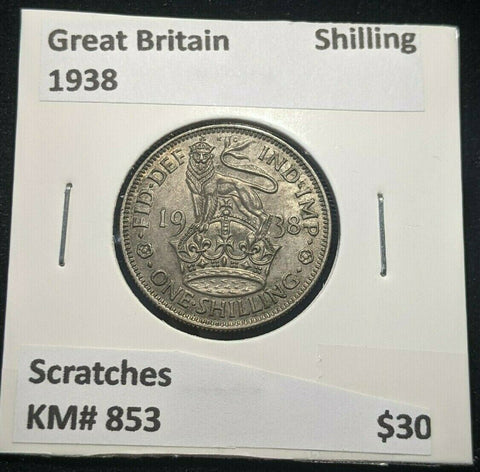 Great Britain Shilling
1938
FID·DEF IND·IMP
19 38
·ONE·SHILLING·
Scratches
KM# 853 $30